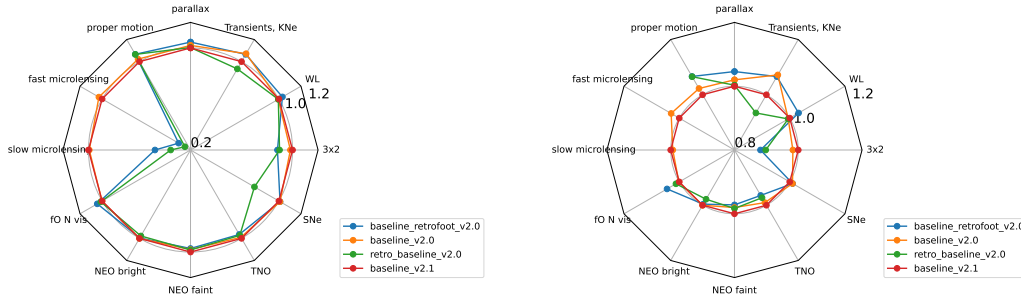 parallax
proper motion
Transients, KNe
fast microlensing
WL
1.2
1.0
0.2
slow microlensing
3x2
fO N vis
SNe
NEO bright
TNO
NEO faint
baseline_retrofoot_v2.0
baseline_v2.0
retro_baseline_v2.0
baseline_v2.1
parallax
proper motion
Transients, KNe
fast microlensing
WL
1.2
1.0
0.8
slow microlensing
3x2
fO N vis
SNe
NEO bright
TNO
NEO faint
baseline_retrofoot_v2.0
baseline_v2.0
retro_baseline_v2.0
baseline_v2.1